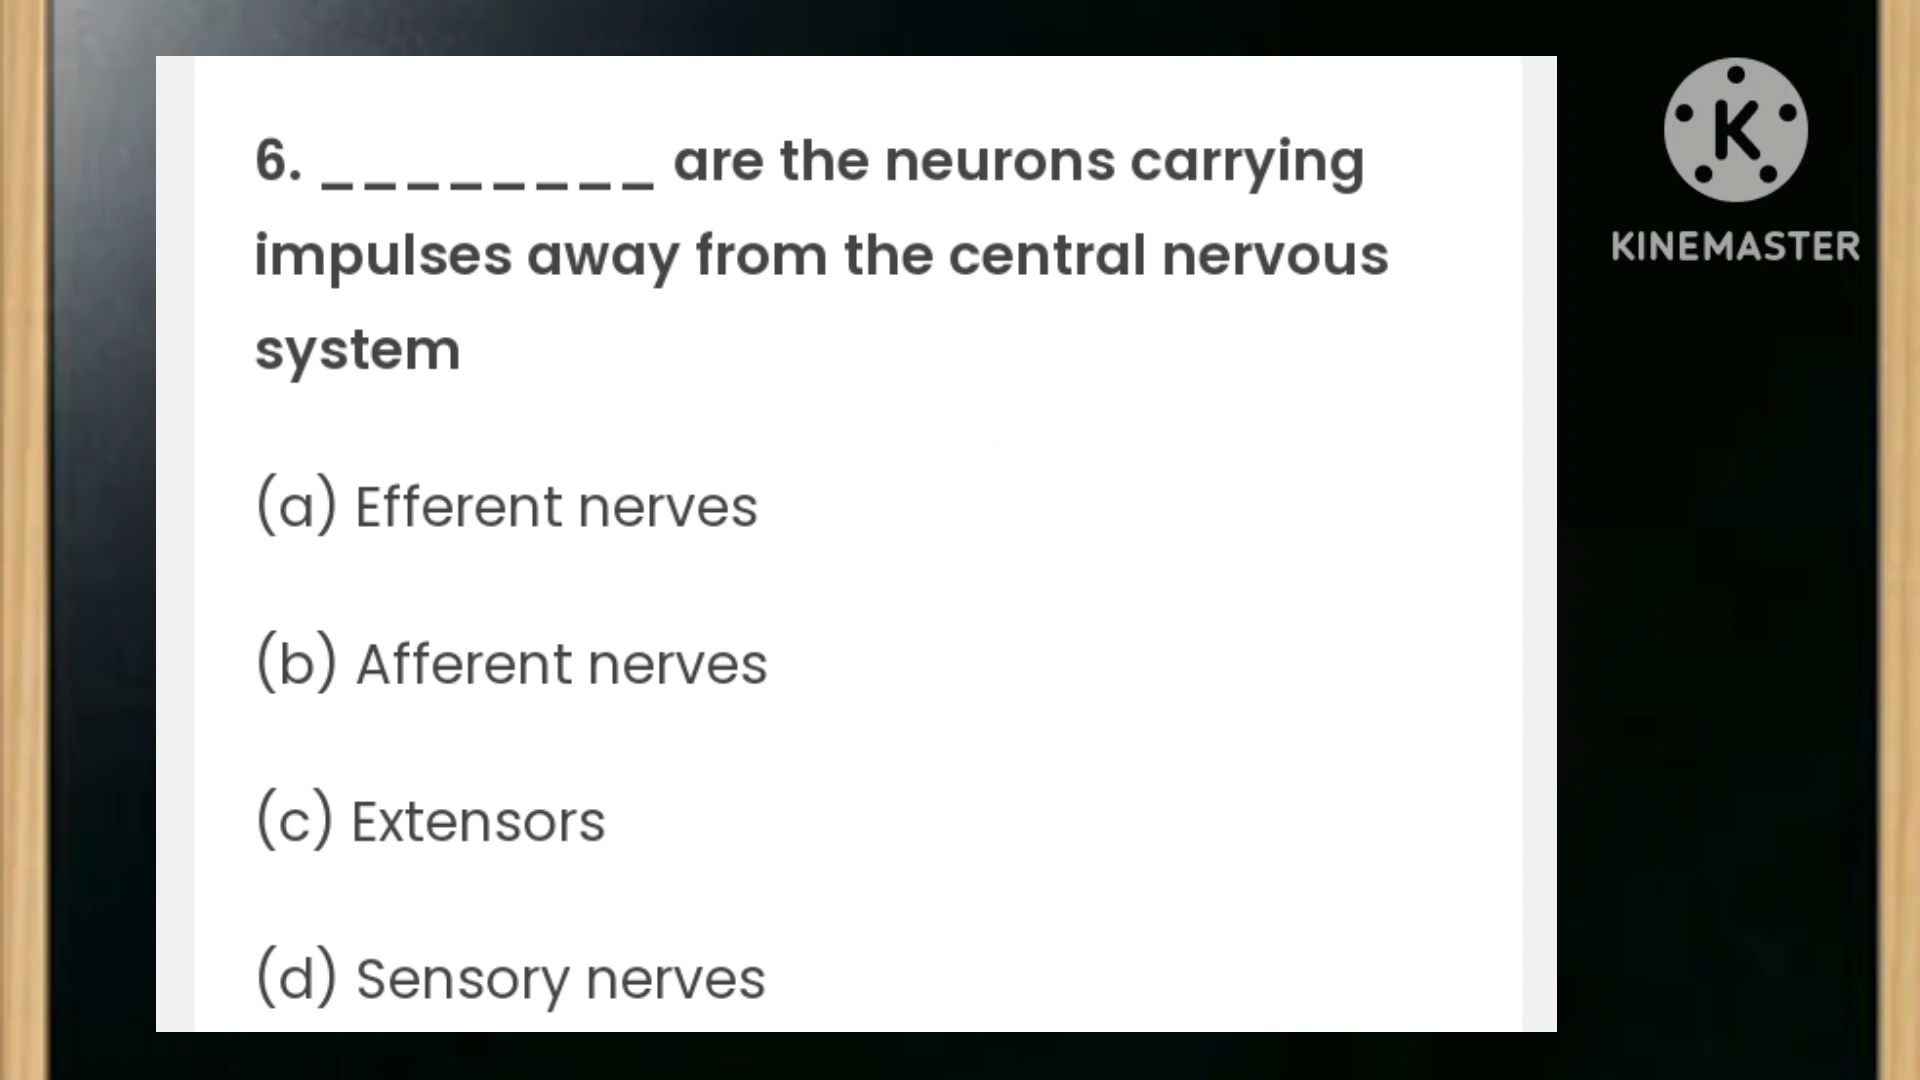 6. ________ are the neurons carrying
impulses away from the central nervous
system
(a) Efferent nerves
(b) Afferent nerves
(c) Extensors
(d) Sensory nerves
K
KINEMASTER